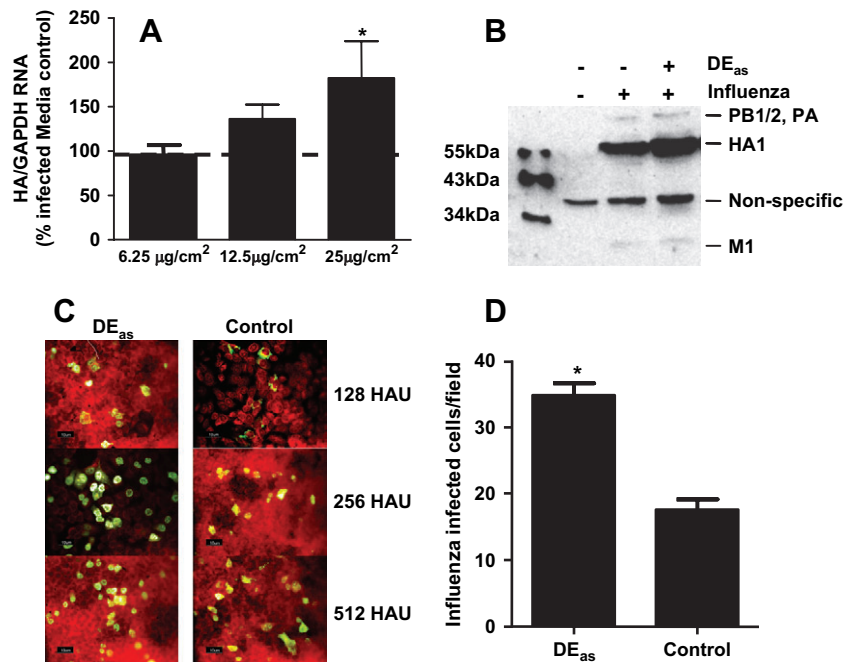 A
HA/GAPDH RNA
(% infected Media control)
250
200
150
100
50
0
*
6.25 µg/cm²
12.5µg/cm²
25µg/cm²
B
- - + DEas
- + + Influenza
55kDa
43kDa
34kDa
PB1/2, PA
HA1
Non-specific
M1
C
DEas
Control
128 HAU
256 HAU
512 HAU
D
Influenza infected cells/field
40
30
20
10
0
*
DEas
Control